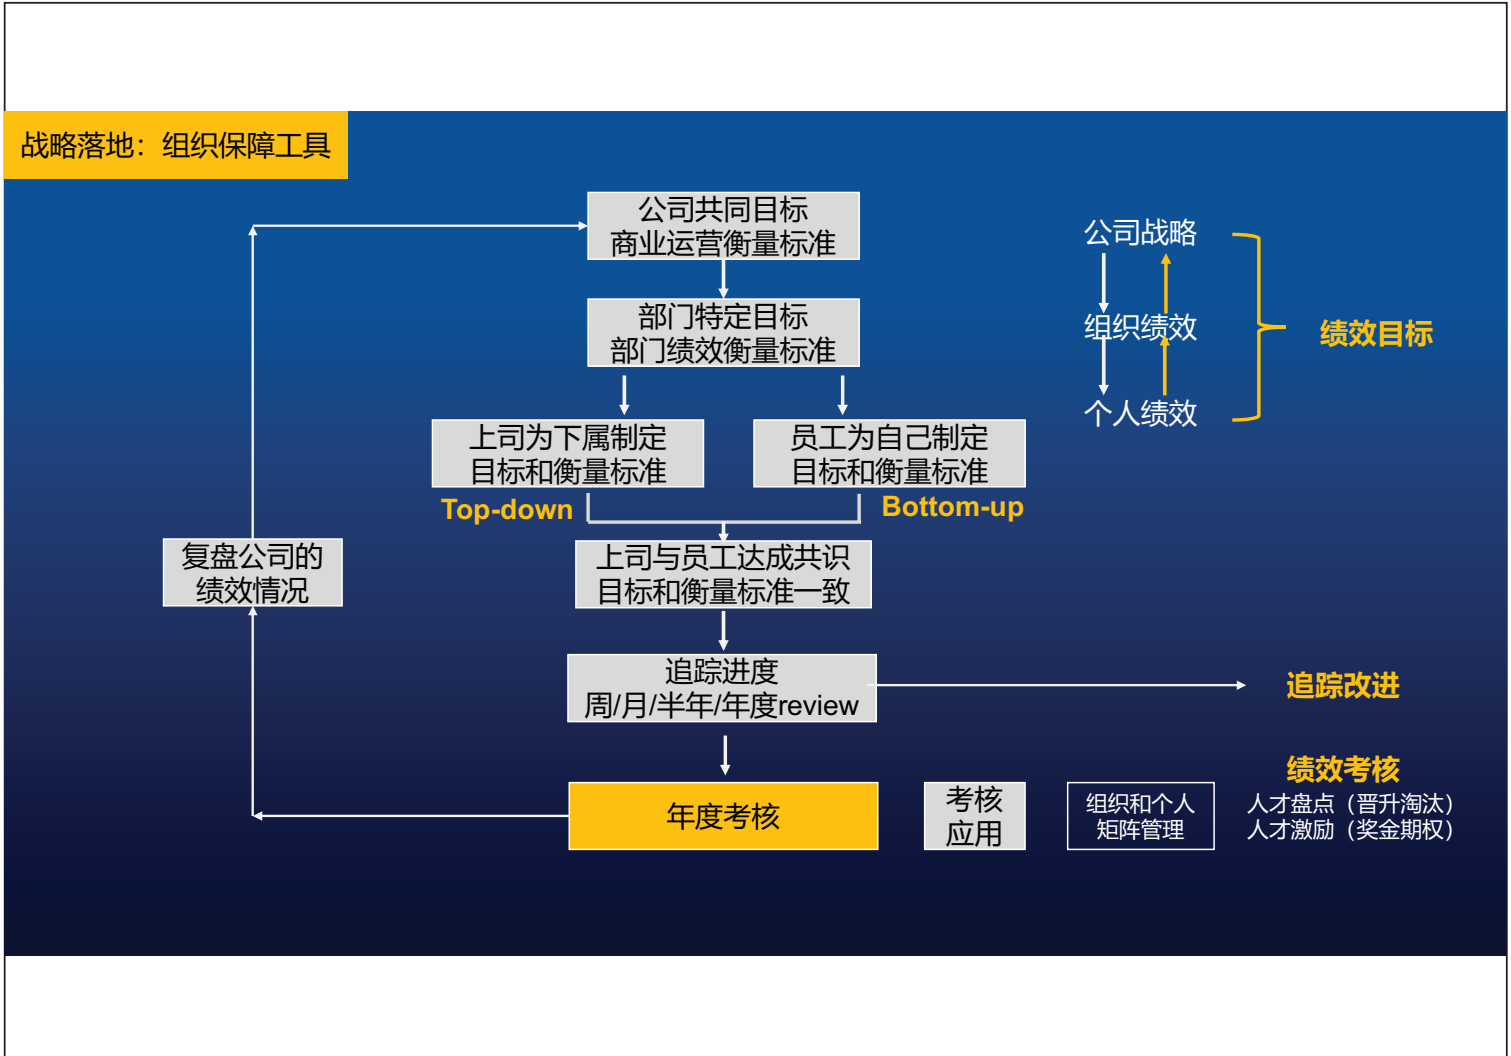 战略落地：组织保障工具
公司共同目标
商业运营衡量标准
公司战略
部门特定目标
部门绩效衡量标准
组织绩效
绩效目标
个人绩效
上司为下属制定
目标和衡量标准
员工为自己制定
目标和衡量标准
Top-down
Bottom-up
复盘公司的
绩效情况
上司与员工达成共识
目标和衡量标准一致
追踪进度
周/月/半年/年度review
追踪改进
年度考核
考核
应用
组织和个人
矩阵管理
绩效考核
人才盘点（晋升淘汰）
人才激励（奖金期权）